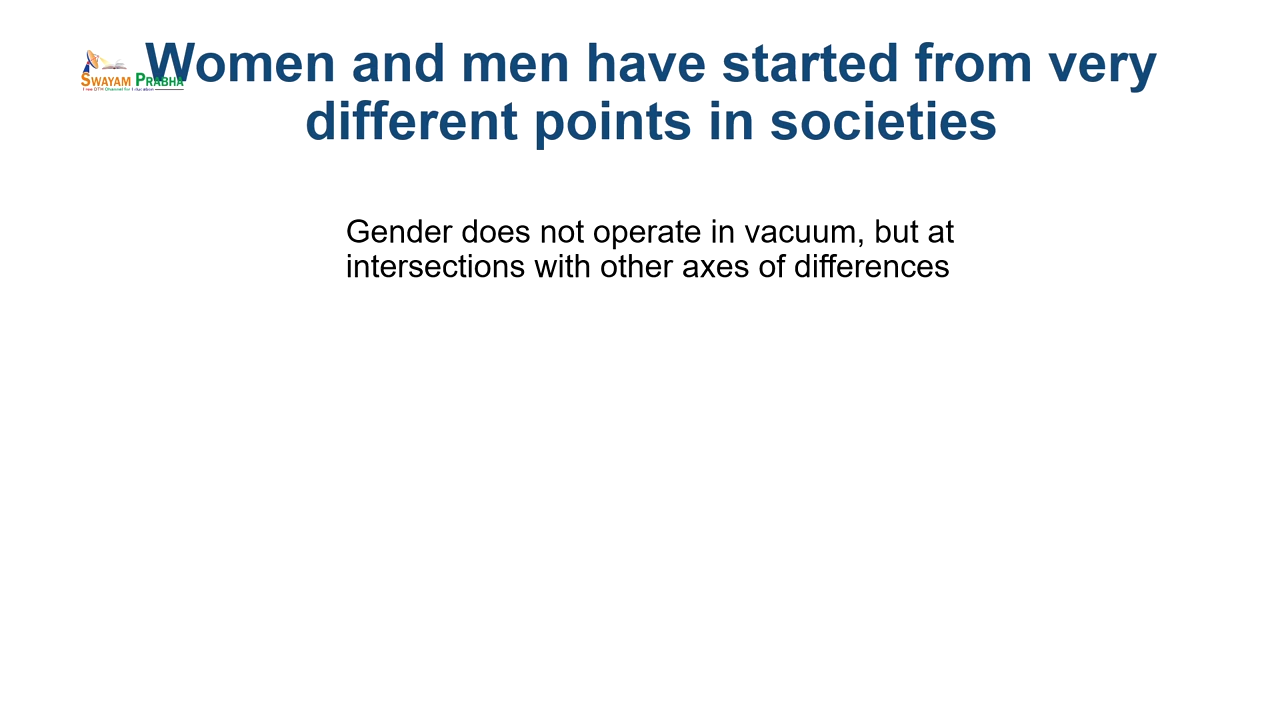 Women and men have started from very
SWAYAM PRABHA
different points in societies
Gender does not operate in vacuum, but at
intersections with other axes of differences